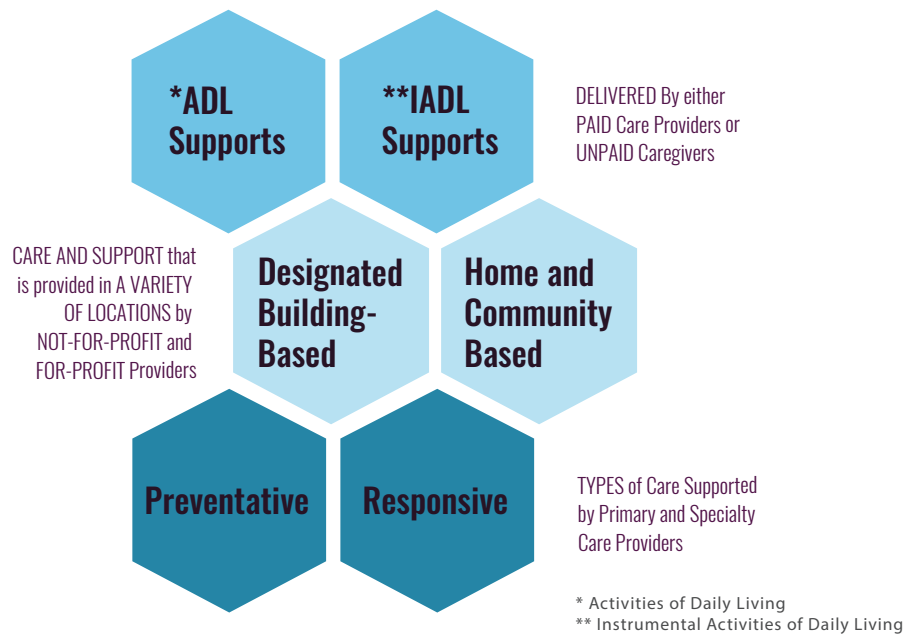 *ADL
Supports
**IADL
Supports
DELIVERED By either
PAID Care Providers or
UNPAID Caregivers
CARE AND SUPPORT that
is provided in A VARIETY
OF LOCATIONS by
NOT-FOR-PROFIT and
FOR-PROFIT Providers
Designated
Building-
Based
Home and
Community
Based
Preventative
Responsive
TYPES of Care Supported
by Primary and Specialty
Care Providers
* Activities of Daily Living
** Instrumental Activities of Daily Living